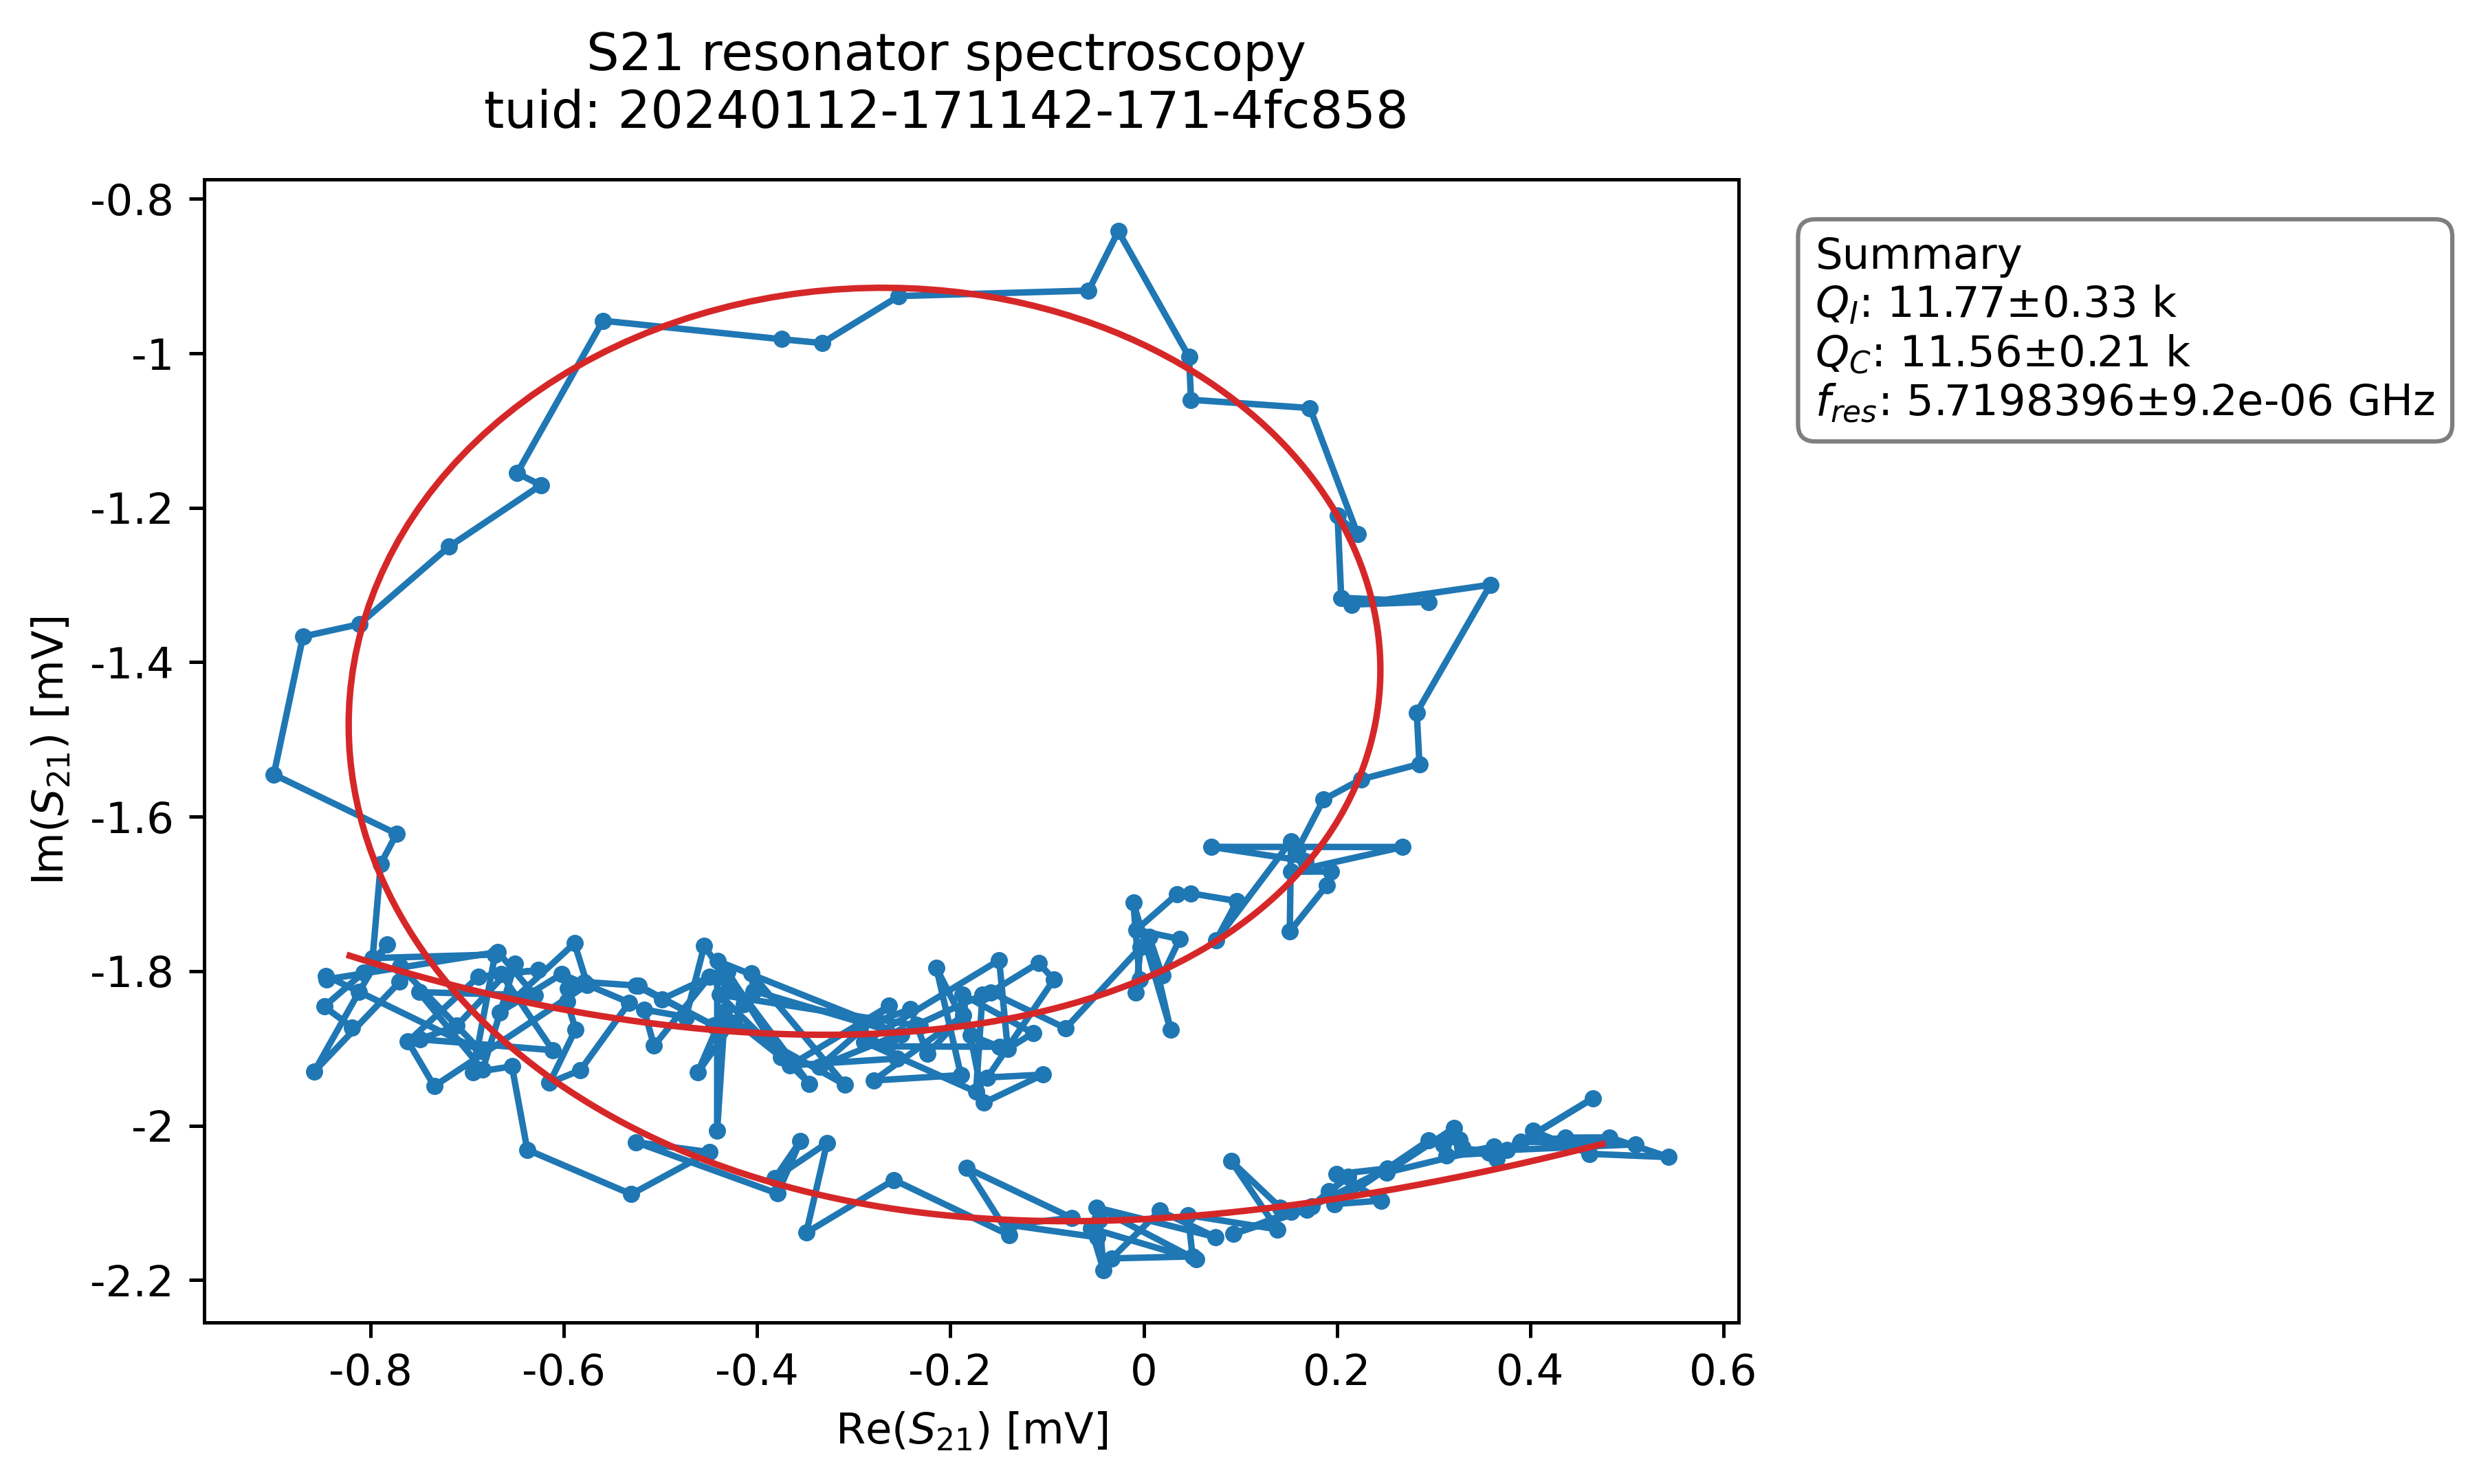 S21 resonator spectroscopy
tuid: 20240112-171142-171-4fc858
Im(S21) [mV]
-0.8
-1
-1.2
-1.4
-1.6
-1.8
-2
-2.2
-0.8 -0.6 -0.4 -0.2 0 0.2 0.4 0.6
Re(S21) [mV]
Summary
QI: 11.77±0.33 k
QC: 11.56±0.21 k
fres: 5.7198396±9.2e-06 GHz